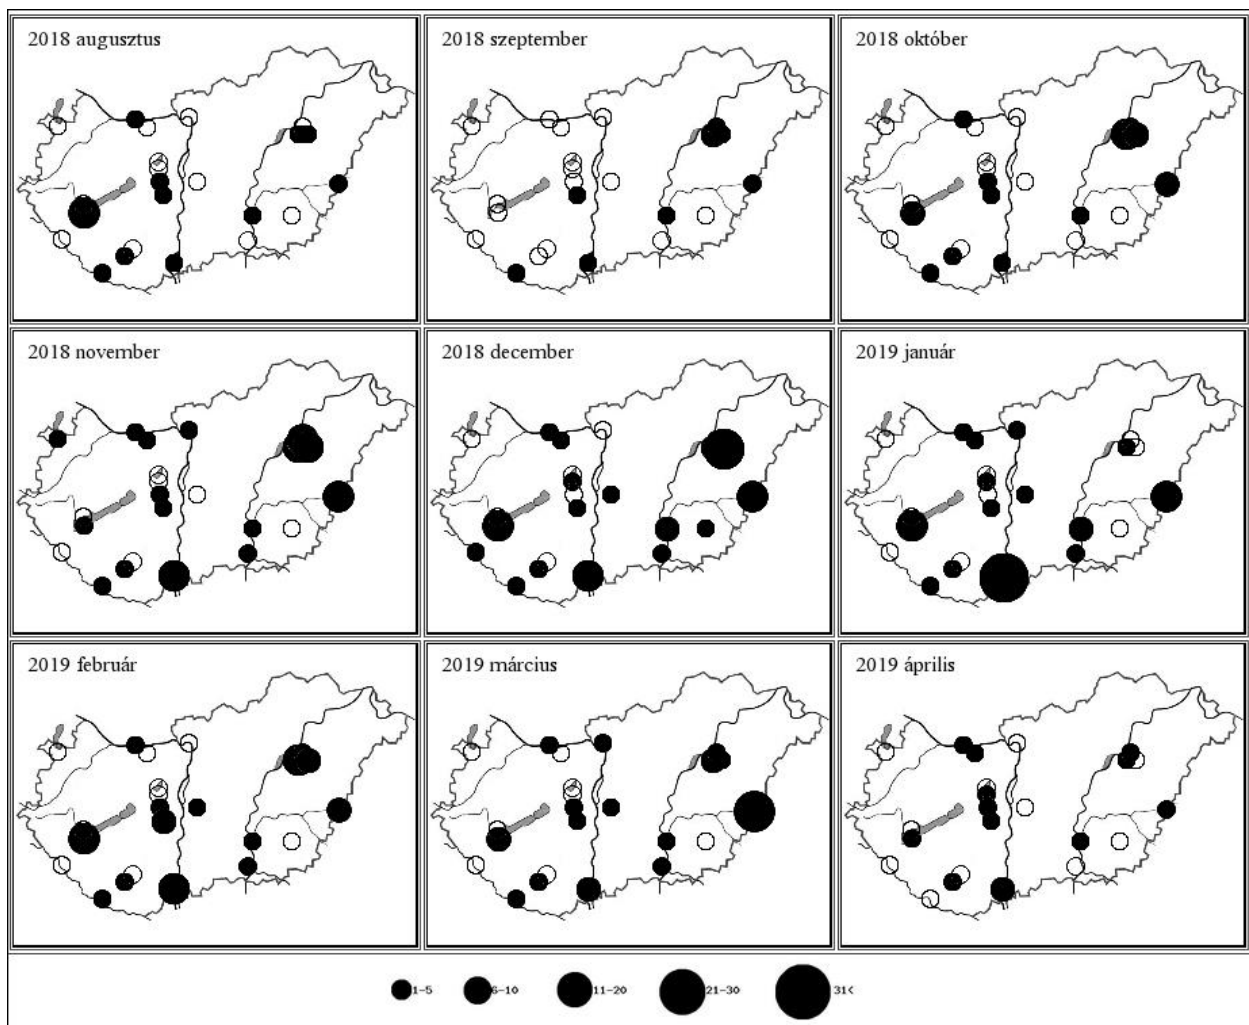 2018 augusztus
2018 szeptember
2018 október
2018 november
2018 december
2019 január
2019 február
2019 március
2019 április
1-5
6-10
11-20
21-30
31<